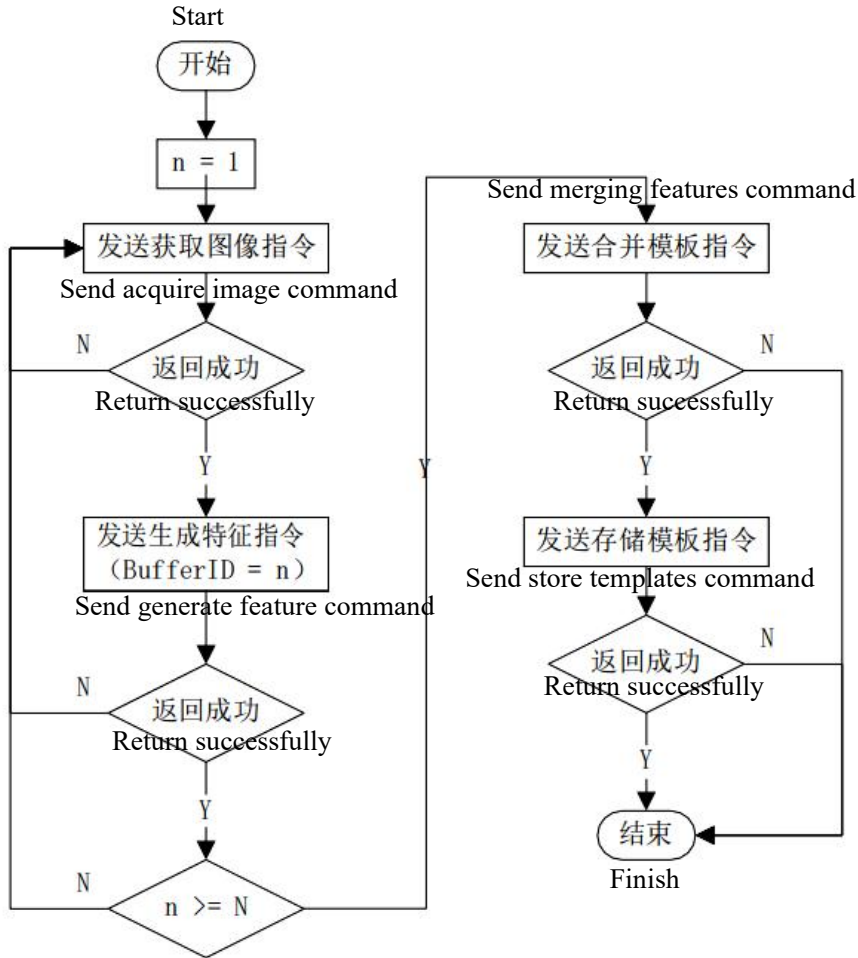 Start
开始
n = 1
发送获取图像指令
Send acquire image command
N
返回成功
Return successfully
Y
发送生成特征指令
（BufferID = n）
Send generate feature command
N
返回成功
Return successfully
Y
N
n >= N
Y
Send merging features command
发送合并模板指令
N
返回成功
Return successfully
Y
发送存储模板指令
Send store templates command
N
返回成功
Return successfully
Y
结束
Finish